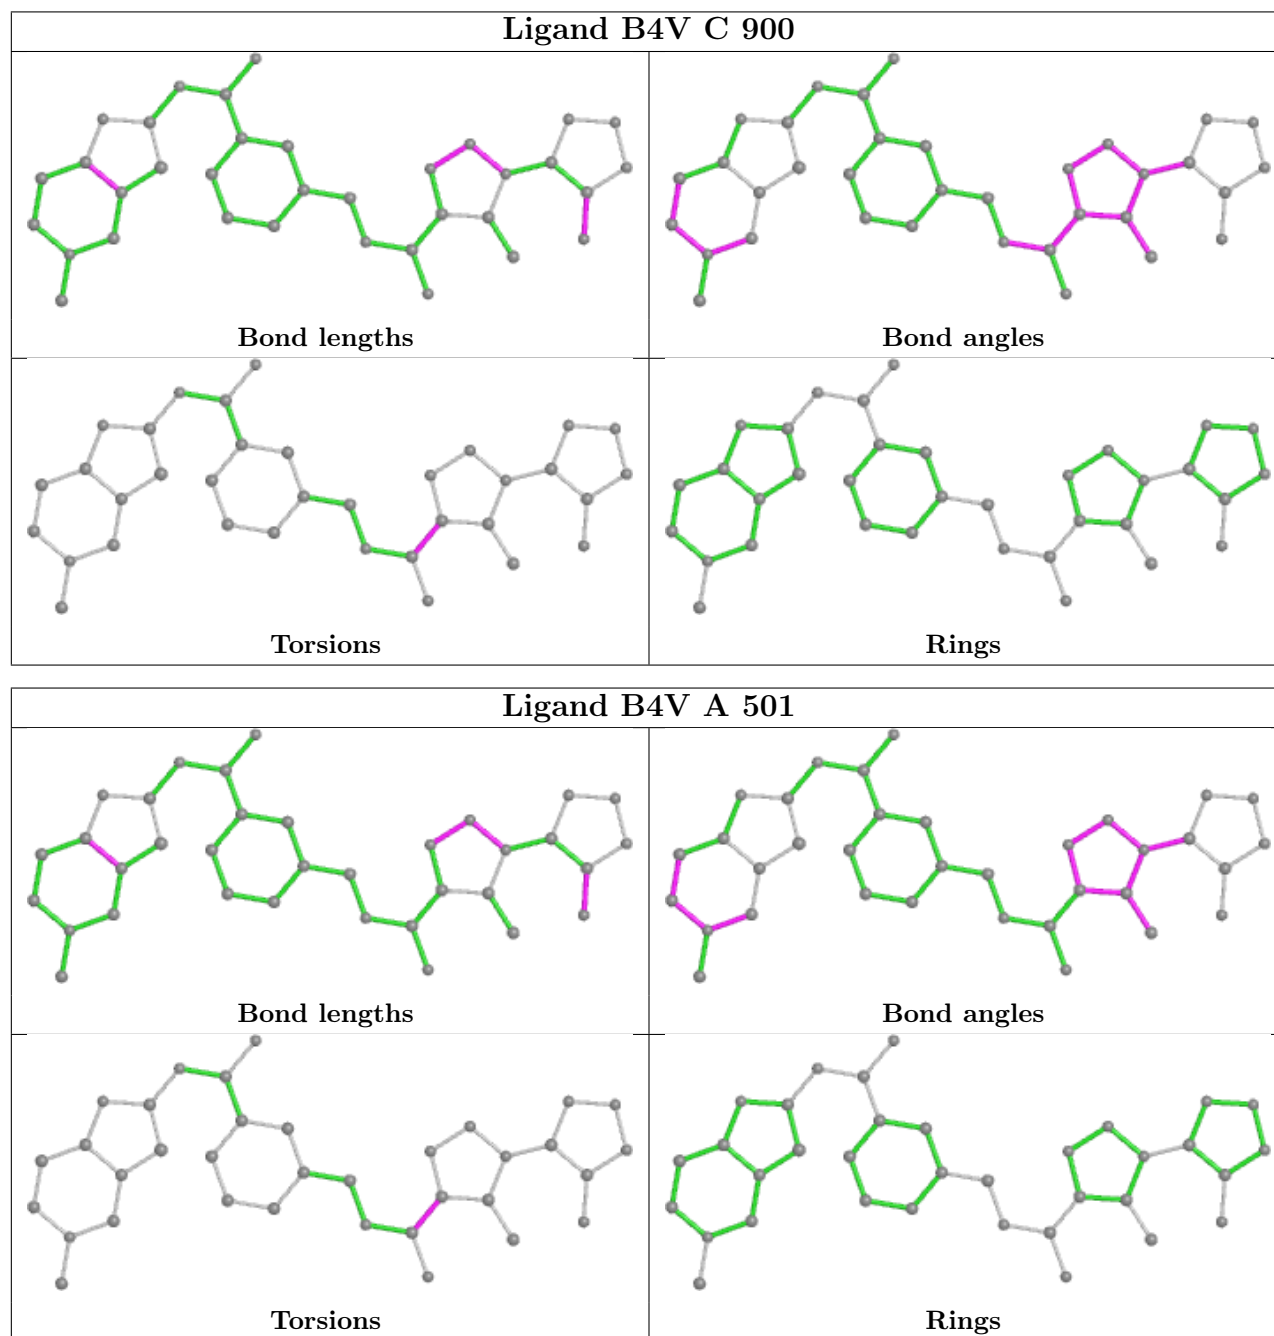 Ligand B4V C 900
Bond lengths
Bond angles
Torsions
Rings
Ligand B4V A 501
Bond lengths
Bond angles
Torsions
Rings